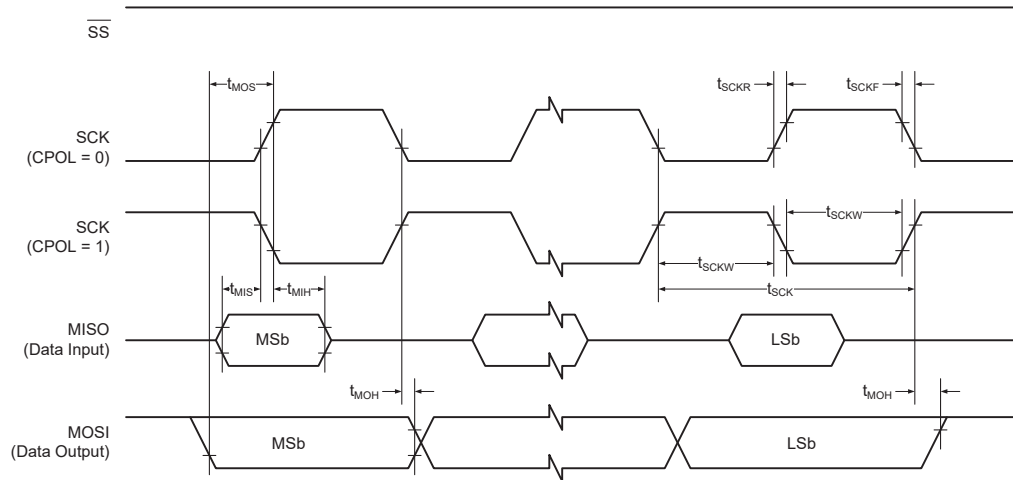 SS
tMOS
tSCKR
tSCKF
SCK
(CPOL = 0)
SCK
(CPOL = 1)
tSCKW
tSCKW
tMIS
tMIH
tSCK
MISO
(Data Input)
MSb
LSb
tMOH
tMOH
MOSI
(Data Output)
MSb
LSb